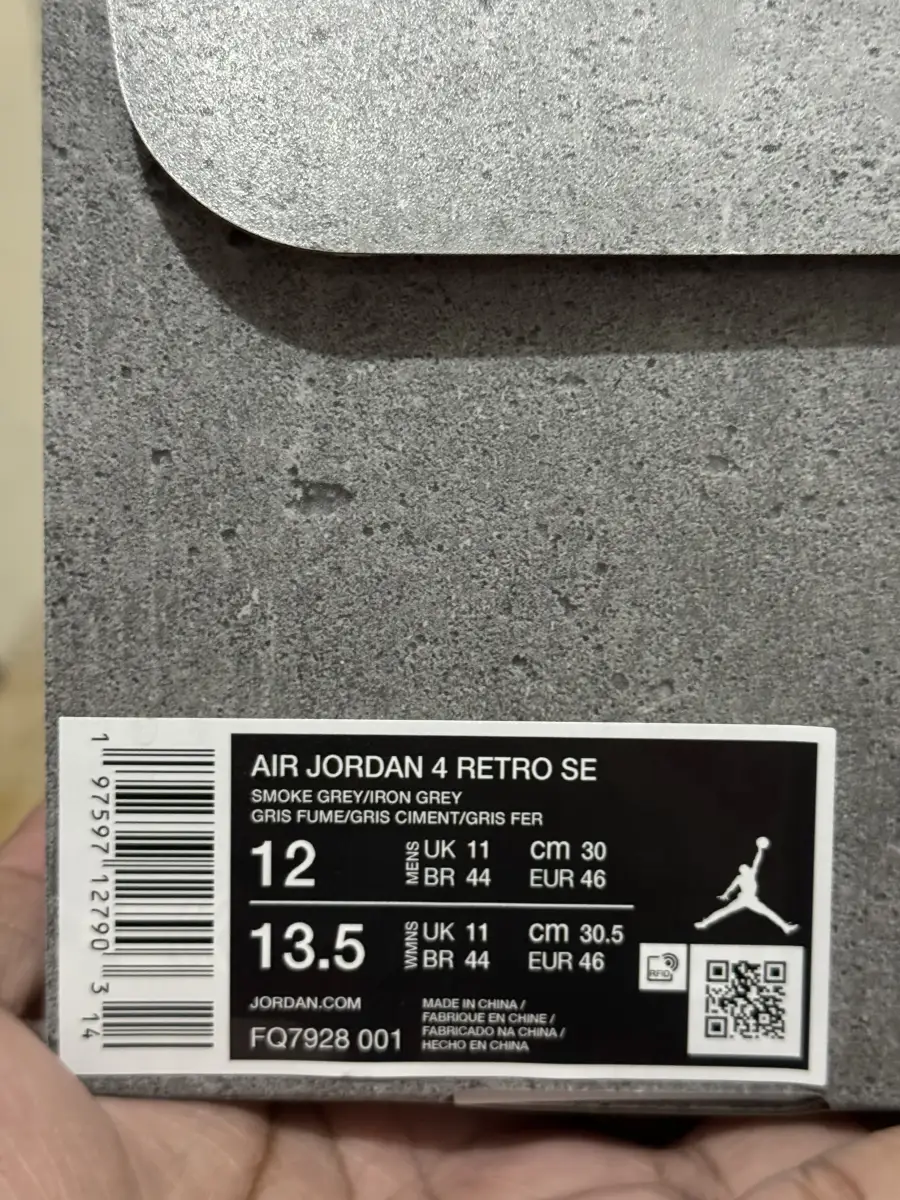 AIR JORDAN 4 RETRO SE
SMOKE GREY/IRON GREY
GRIS FUME/GRIS CIMENT/GRIS FER
12 MENS UK 11 cm 30
BR 44 EUR 46
13.5 WMNS UK 11 cm 30.5
BR 44 EUR 46
JORDAN.COM
FQ7928 001
MADE IN CHINA /
FABRIQUE EN CHINE /
FABRICADO NA CHINA /
HECHO EN CHINA
RFID
1 97597 12790 3 14